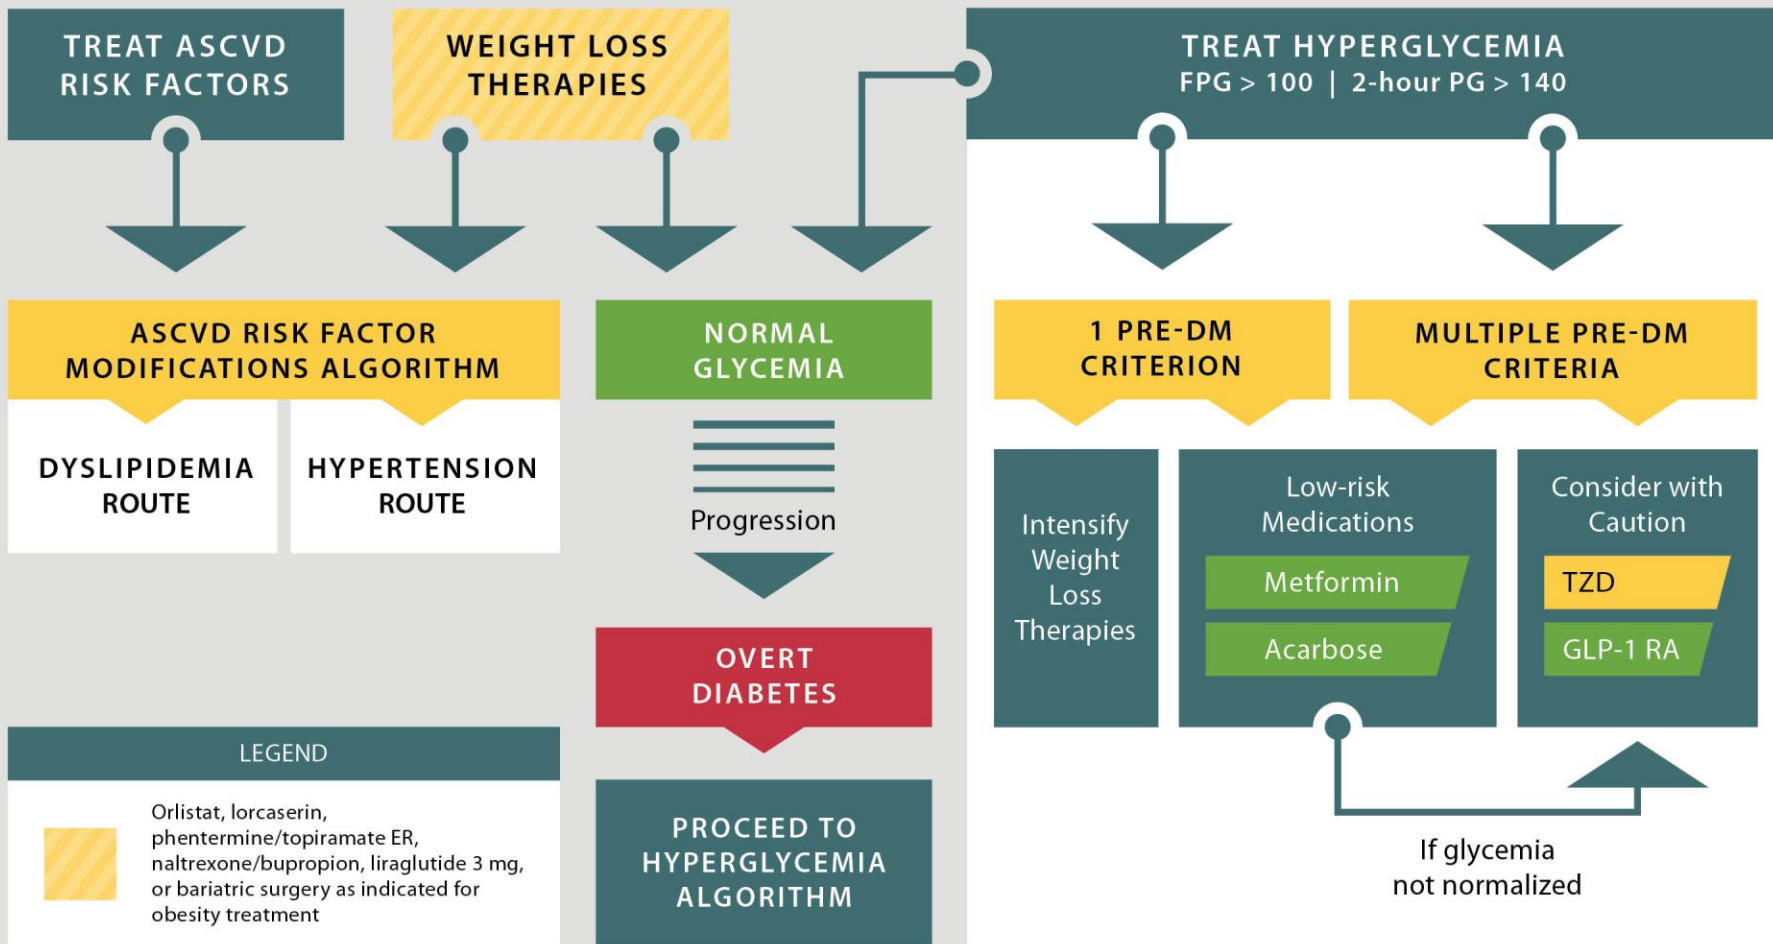 TREAT ASCVD
RISK FACTORS
WEIGHT LOSS
THERAPIES
TREAT HYPERGLYCEMIA
FPG > 100 | 2-hour PG > 140
ASCVD RISK FACTOR
MODIFICATIONS ALGORITHM
DYSLIPIDEMIA
ROUTE
HYPERTENSION
ROUTE
NORMAL
GLYCEMIA
Progression
OVERT
DIABETES
PROCEED TO
HYPERGLYCEMIA
ALGORITHM
1 PRE-DM
CRITERION
MULTIPLE PRE-DM
CRITERIA
Intensify
Weight
Loss
Therapies
Low-risk
Medications
Metformin
Acarbose
Consider with
Caution
TZD
GLP-1 RA
If glycemia
not normalized
LEGEND
Orlistat, lorcaserin,
phentermine/topiramate ER,
naltrexone/bupropion, liraglutide 3 mg,
or bariatric surgery as indicated for
obesity treatment